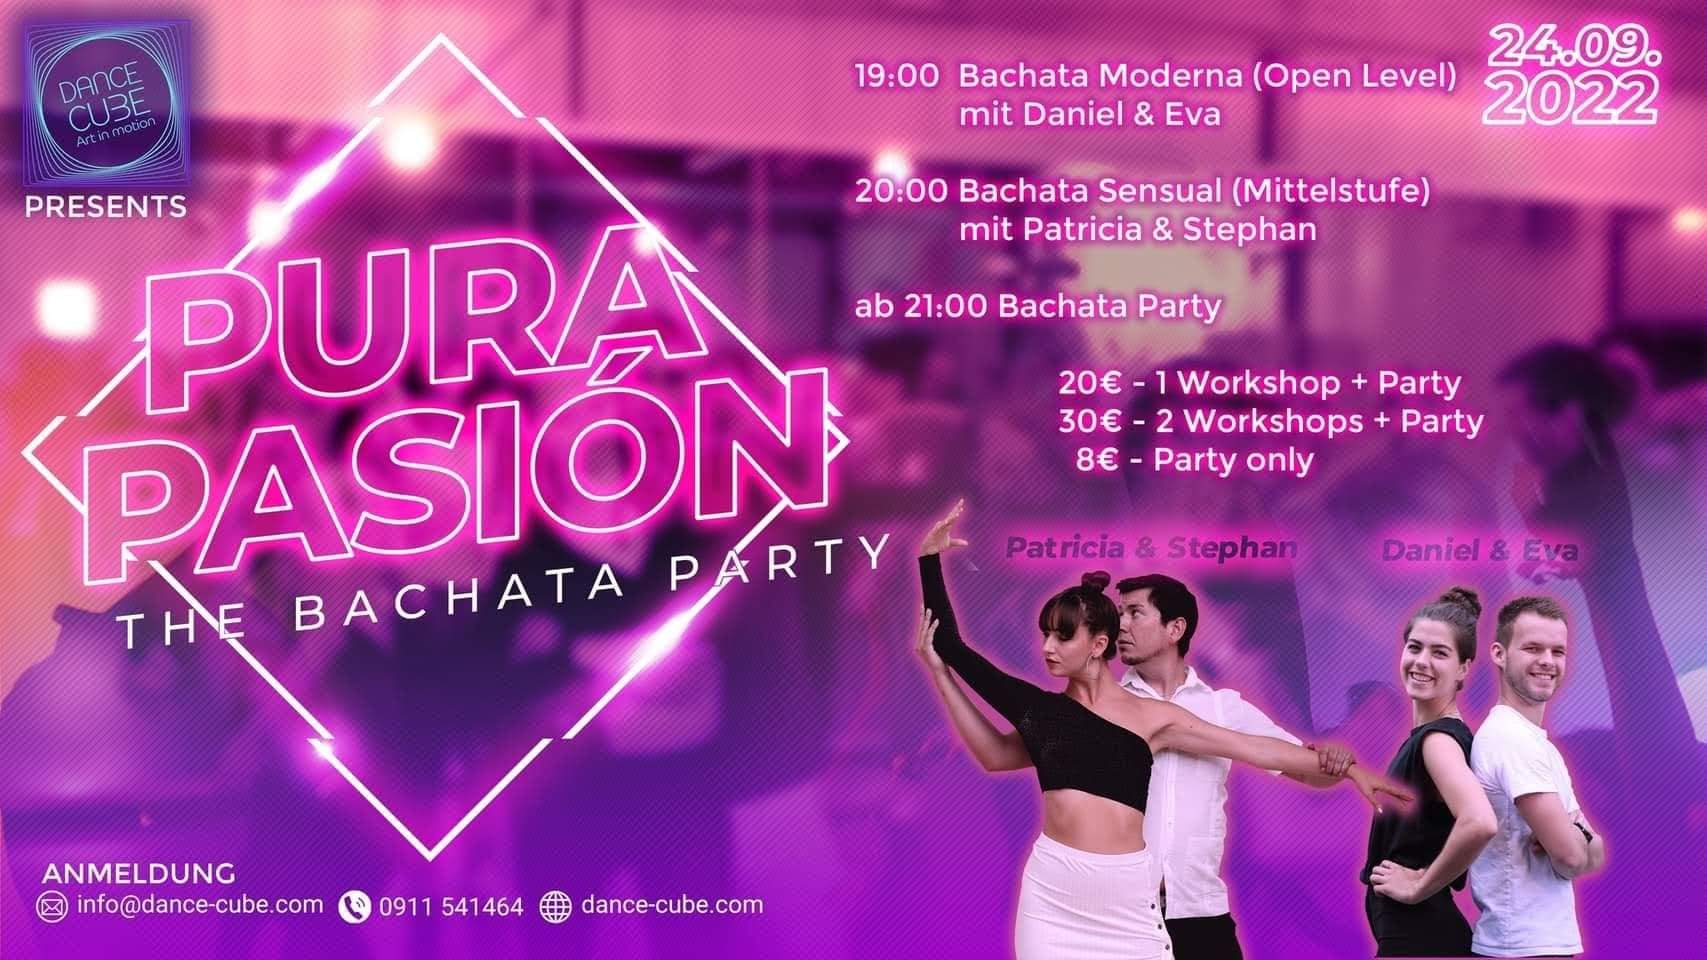 DANCE
CUBE
Art in motion
PRESENTS
PURA
PASIÓN
THE BACHATA PARTY
24.09.
2022
19:00 Bachata Moderna (Open Level)
mit Daniel & Eva
20:00 Bachata Sensual (Mittelstufe)
mit Patricia & Stephan
ab 21:00 Bachata Party
20€ - 1 Workshop + Party
30€ - 2 Workshops + Party
8€ - Party only
Patricia & Stephan
Daniel & Eva
ANMELDUNG
info@dance-cube.com 0911 541464 dance-cube.com